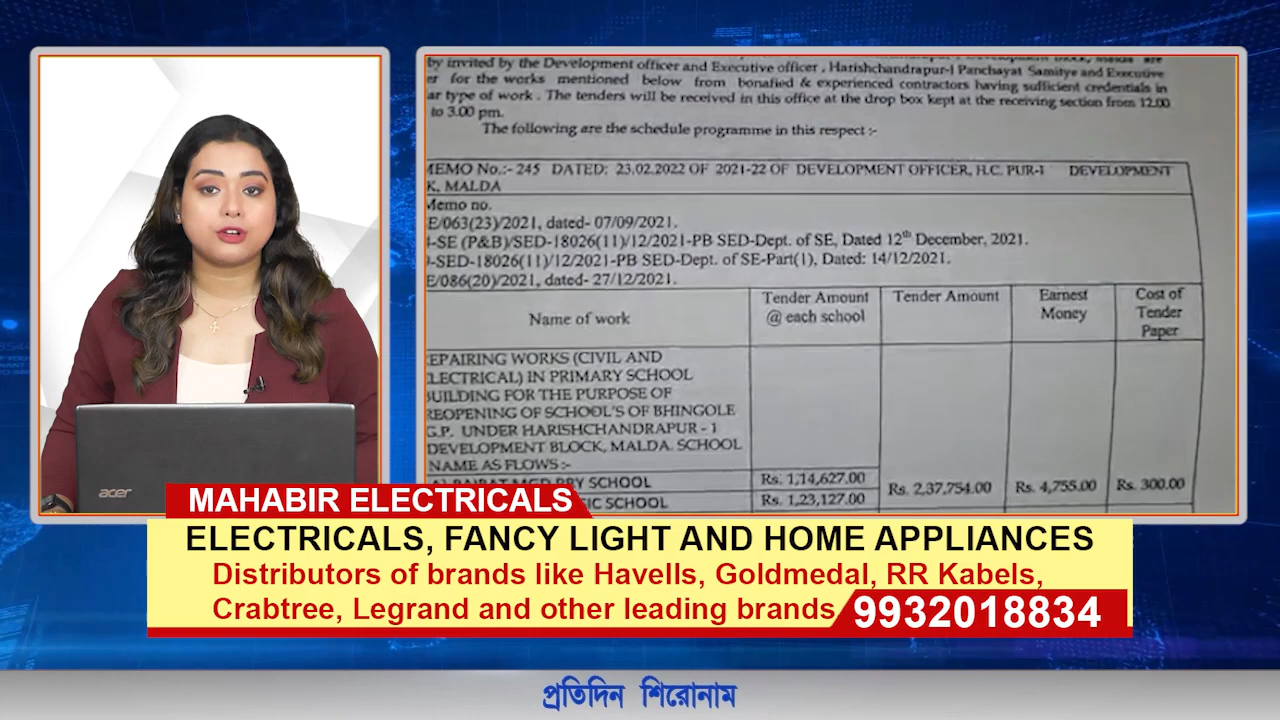 by invited by the Development officer and Executive officer , Harishchandrapur-I Panchayat Samitye and Executive
er for the works mentioned below from bonafied & experienced contractors having sufficient credentials in
ar type of work . The tenders will be received in this office at the drop box kept at the receiving section from 12.00
to 3.00 pm.
The following are the schedule programme in this respect :-
MEMO No.:- 245 DATED: 23.02.2022 OF 2021-22 OF DEVELOPMENT OFFICER, H.C. PUR-1 DEVELOPMENT
K, MALDA
Memo no.
E/063(23)/2021, dated- 07/09/2021.
-SE (P&B)/SED-18026(11)/12/2021-PB SED-Dept. of SE, Dated 12th December, 2021.
-SED-18026(11)/12/2021-PB SED-Dept. of SE-Part(1), Dated: 14/12/2021.
E/086(20)/2021, dated- 27/12/2021.
Name of work
Tender Amount
@ each school
Tender Amount
Earnest
Money
Cost of
Tender
Paper
EPAIRING WORKS (CIVIL AND
LECTRICAL) IN PRIMARY SCHOOL
BUILDING FOR THE PURPOSE OF
REOPENING OF SCHOOL'S OF BHINGOLE
G.P. UNDER HARISHCHANDRAPUR - 1
DEVELOPMENT BLOCK, MALDA. SCHOOL
NAME AS FLOWS :-
SCHOOL Rs. 1,14,627.00
SCHOOL Rs. 1,23,127.00
Rs. 2,37,754.00 Rs. 4,755.00 Rs. 300.00
acer
MAHABIR ELECTRICALS
ELECTRICALS, FANCY LIGHT AND HOME APPLIANCES
Distributors of brands like Havells, Goldmedal, RR Kabels,
Crabtree, Legrand and other leading brands
9932018834
প্রতিদিন শিরোনাম